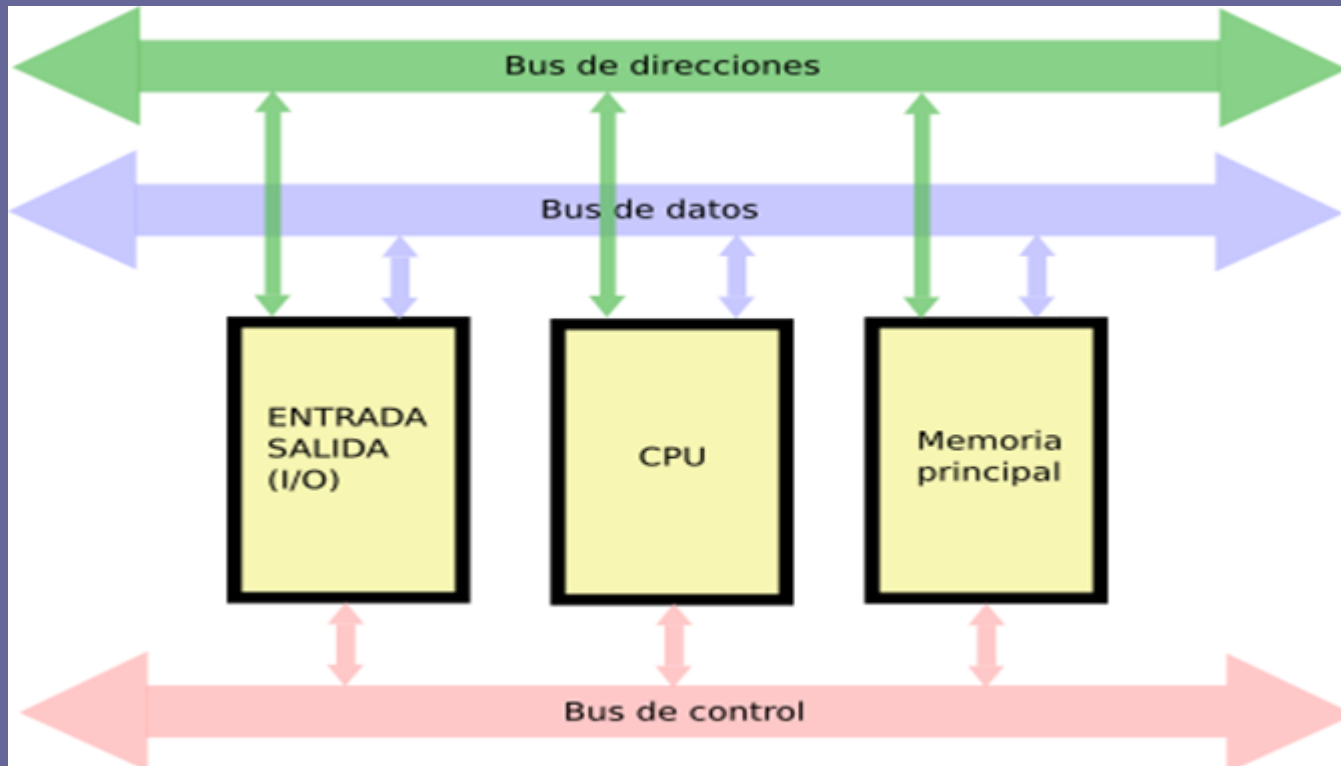 Bus de direcciones
Bus de datos
ENTRADA
SALIDA
(I/O)
CPU
Memoria
principal
Bus de control